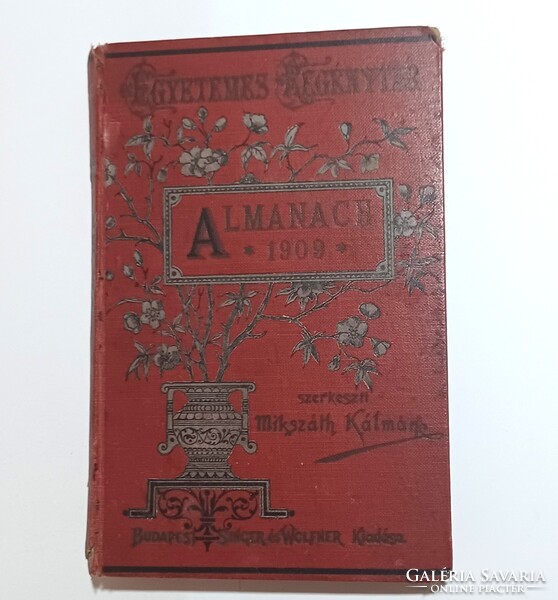 EGYETEMES REGÉNYTÁR
ALMANACH
* 1909 *
szerkeszti
Mikszáth Kálmán
BUDAPEST SINGER és WOLFNER Kiadása
GALÉRIA SAVARIA
ONLINE PIACTÉR